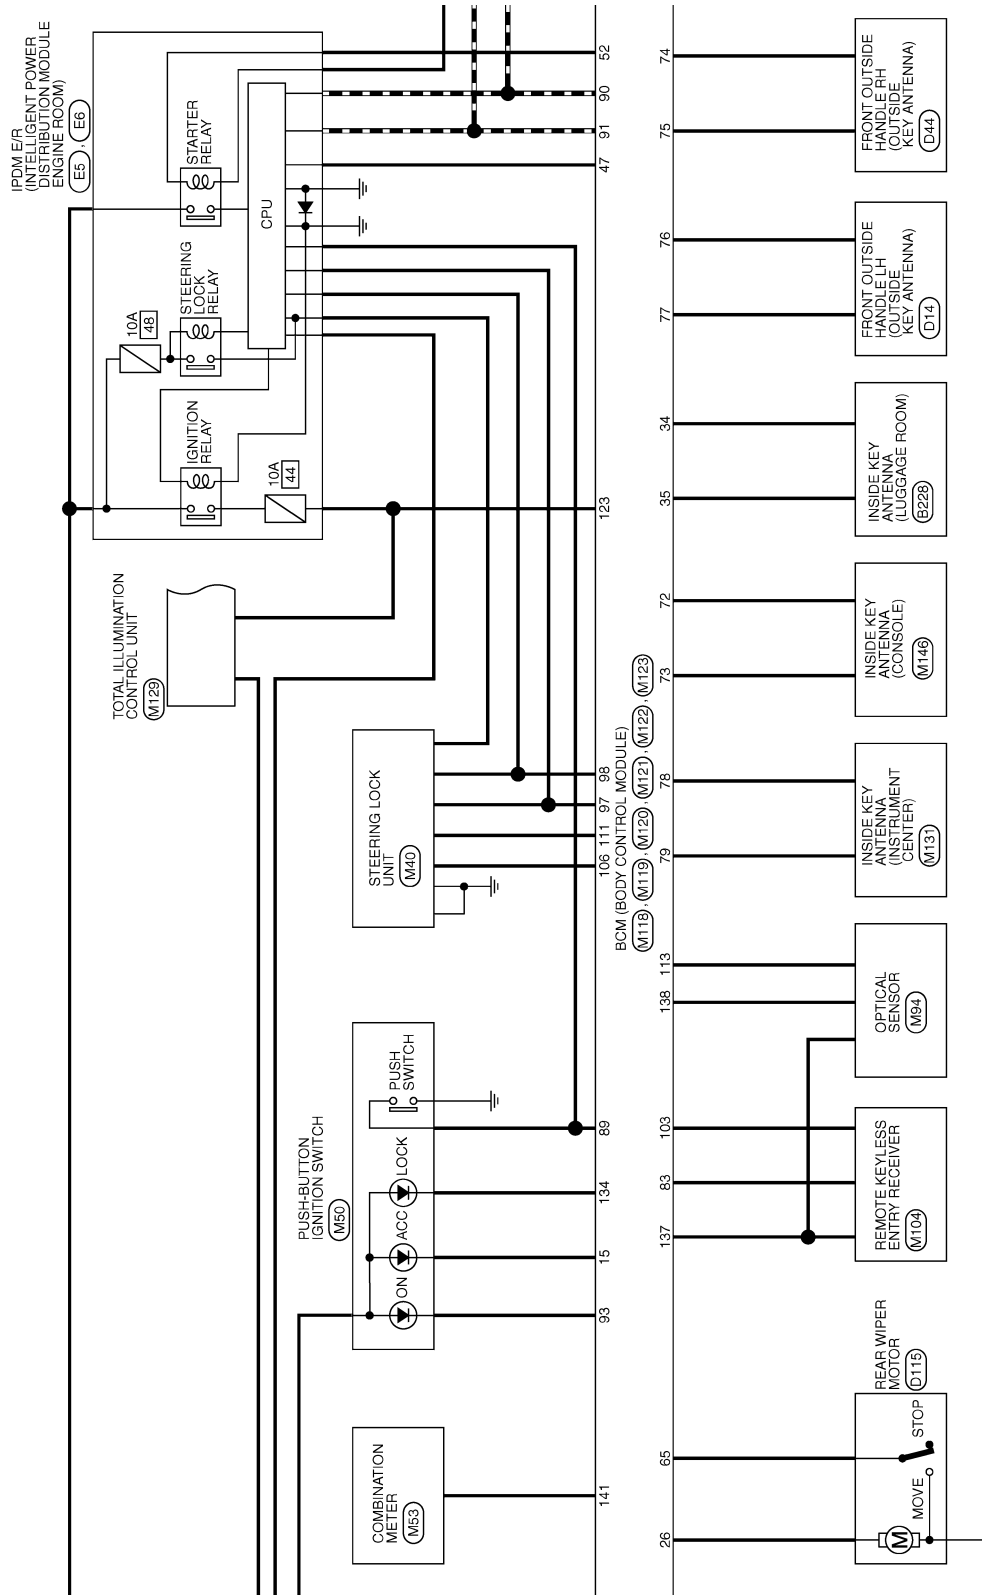 IPDM E/R
(INTELLIGENT POWER
DISTRIBUTION MODULE
ENGINE ROOM)
E5 , E6
STARTER
RELAY
CPU
STEERING
LOCK
RELAY
10A
48
IGNITION
RELAY
10A
44
TOTAL ILLUMINATION
CONTROL UNIT
M129
STEERING LOCK
UNIT
M40
PUSH-BUTTON
IGNITION SWITCH
M50
PUSH
SWITCH
LOCK
ACC
ON
COMBINATION
METER
M53
52
90
91
47
123
98
97
111
106
89
134
15
93
141
BCM (BODY CONTROL MODULE)
M118 , M119 , M120 , M121 , M122 , M123
74
75
76
77
34
35
72
73
78
79
113
138
103
83
137
65
26
FRONT OUTSIDE
HANDLE RH
(OUTSIDE
KEY ANTENNA)
D44
FRONT OUTSIDE
HANDLE LH
(OUTSIDE
KEY ANTENNA)
D14
INSIDE KEY
ANTENNA
(LUGGAGE ROOM)
B228
INSIDE KEY
ANTENNA
(CONSOLE)
M146
INSIDE KEY
ANTENNA
(INSTRUMENT
CENTER)
M131
OPTICAL
SENSOR
M94
REMOTE KEYLESS
ENTRY RECEIVER
M104
REAR WIPER
MOTOR
D115
STOP
MOVE
M